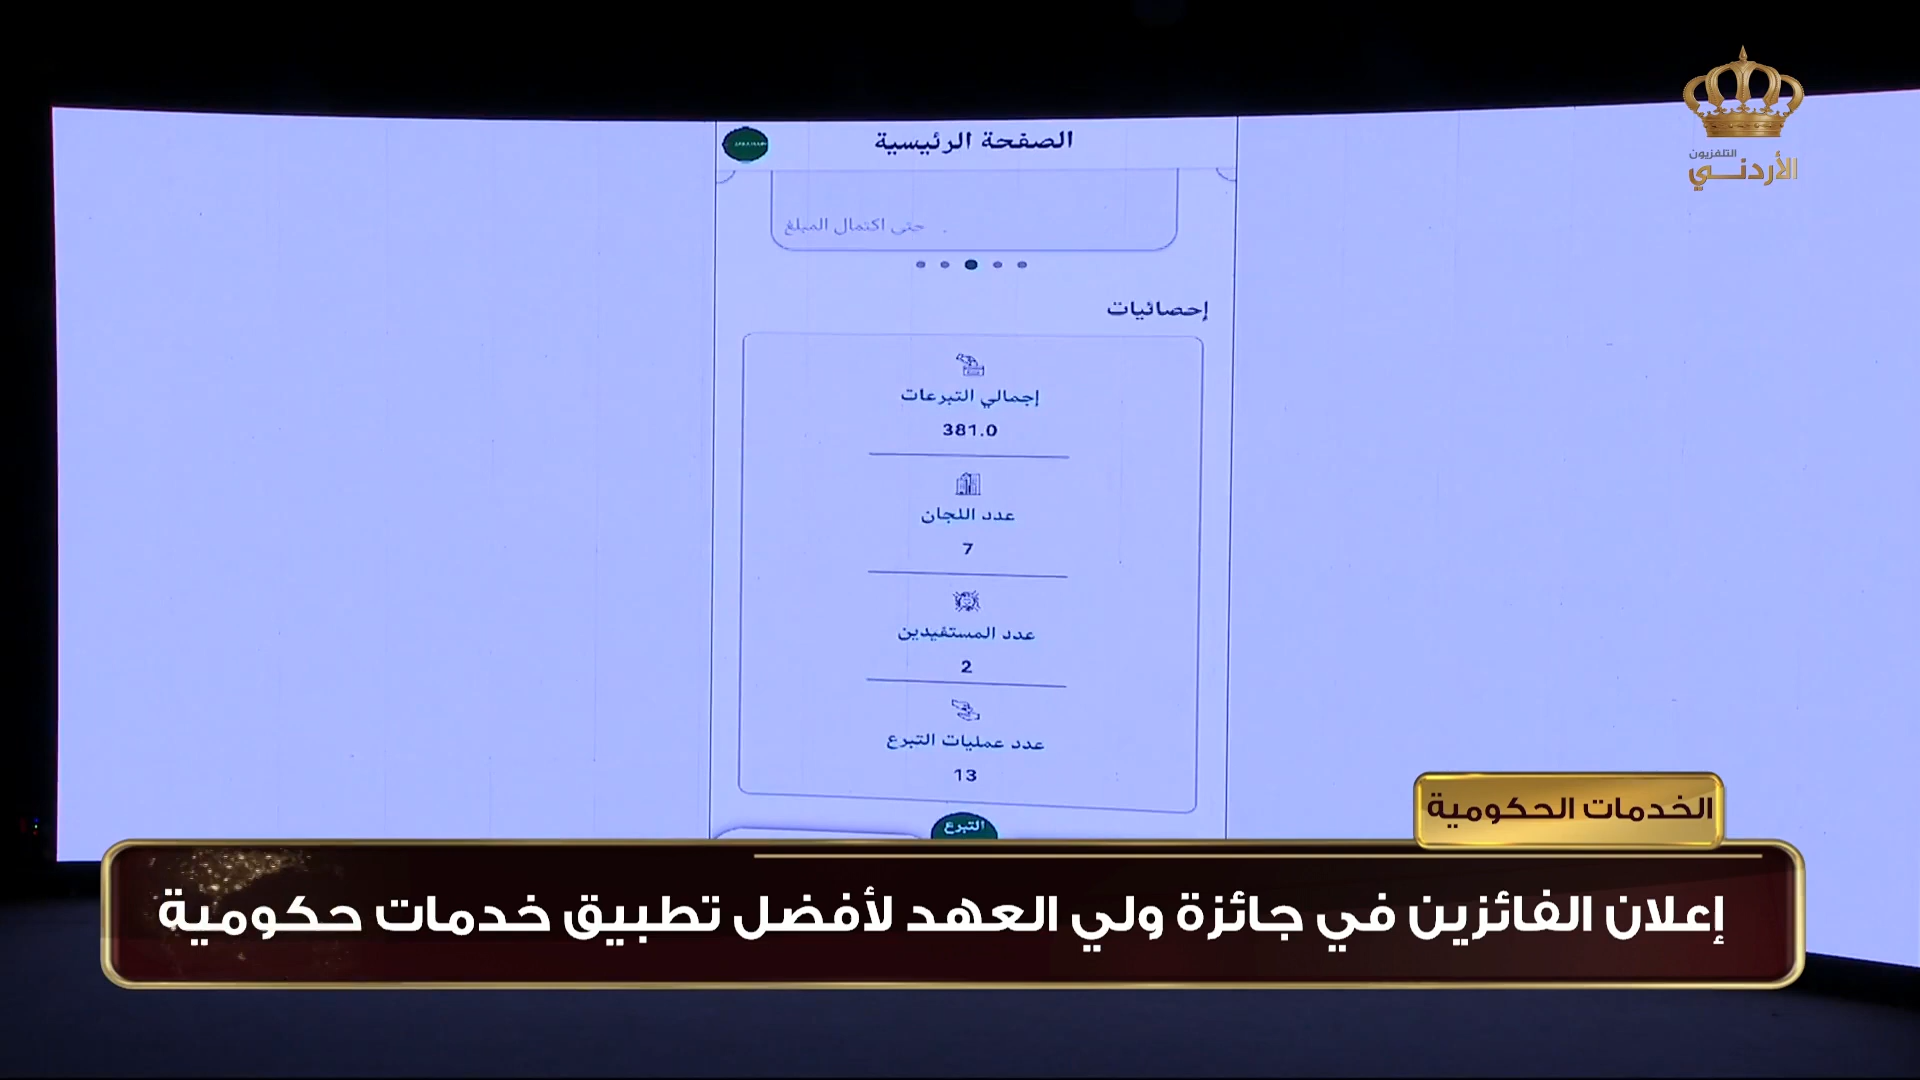 التلفزيون
الأردني
الصفحة الرئيسية
حتى اكتمال المبلغ .
إحصائيات
إجمالي التبرعات
381.0
عدد اللجان
7
عدد المستفيدين
2
عدد عمليات التبرع
13
التبرع
الخدمات الحكومية
إعلان الفائزين في جائزة ولي العهد لأفضل تطبيق خدمات حكومية